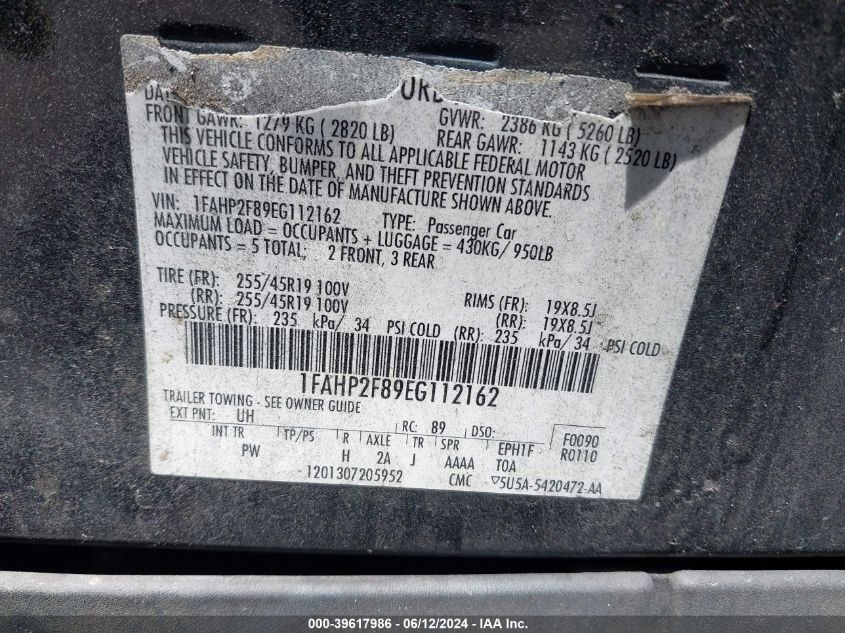 FRONT GAWR: 1279 KG ( 2820 LB) GVWR: 2386 KG ( 5260 LB)
REAR GAWR: 1143 KG ( 2520 LB)
THIS VEHICLE CONFORMS TO ALL APPLICABLE FEDERAL MOTOR
VEHICLE SAFETY, BUMPER, AND THEFT PREVENTION STANDARDS
IN EFFECT ON THE DATE OF MANUFACTURE SHOWN ABOVE.
VIN: 1FAHP2F89EG112162 TYPE: Passenger Car
MAXIMUM LOAD = OCCUPANTS + LUGGAGE = 430KG/ 950LB
OCCUPANTS = 5 TOTAL; 2 FRONT, 3 REAR
TIRE (FR): 255/45R19 100V RIMS (FR): 19X8.5J
(RR): 255/45R19 100V (RR): 19X8.5J
PRESSURE (FR): 235 kPa/ 34 PSI COLD (RR): 235 kPa/ 34 PSI COLD
1FAHP2F89EG112162
TRAILER TOWING - SEE OWNER GUIDE
EXT PNT: UH RC: 89 DSO: F0090
INT TR TP/PS R AXLE TR SPR EPH1F R0110
PW H 2A J AAAA TOA
1201307205952 CMC ▽5U5A-5420472-AA
000-39617986 - 06/12/2024 - IAA Inc.